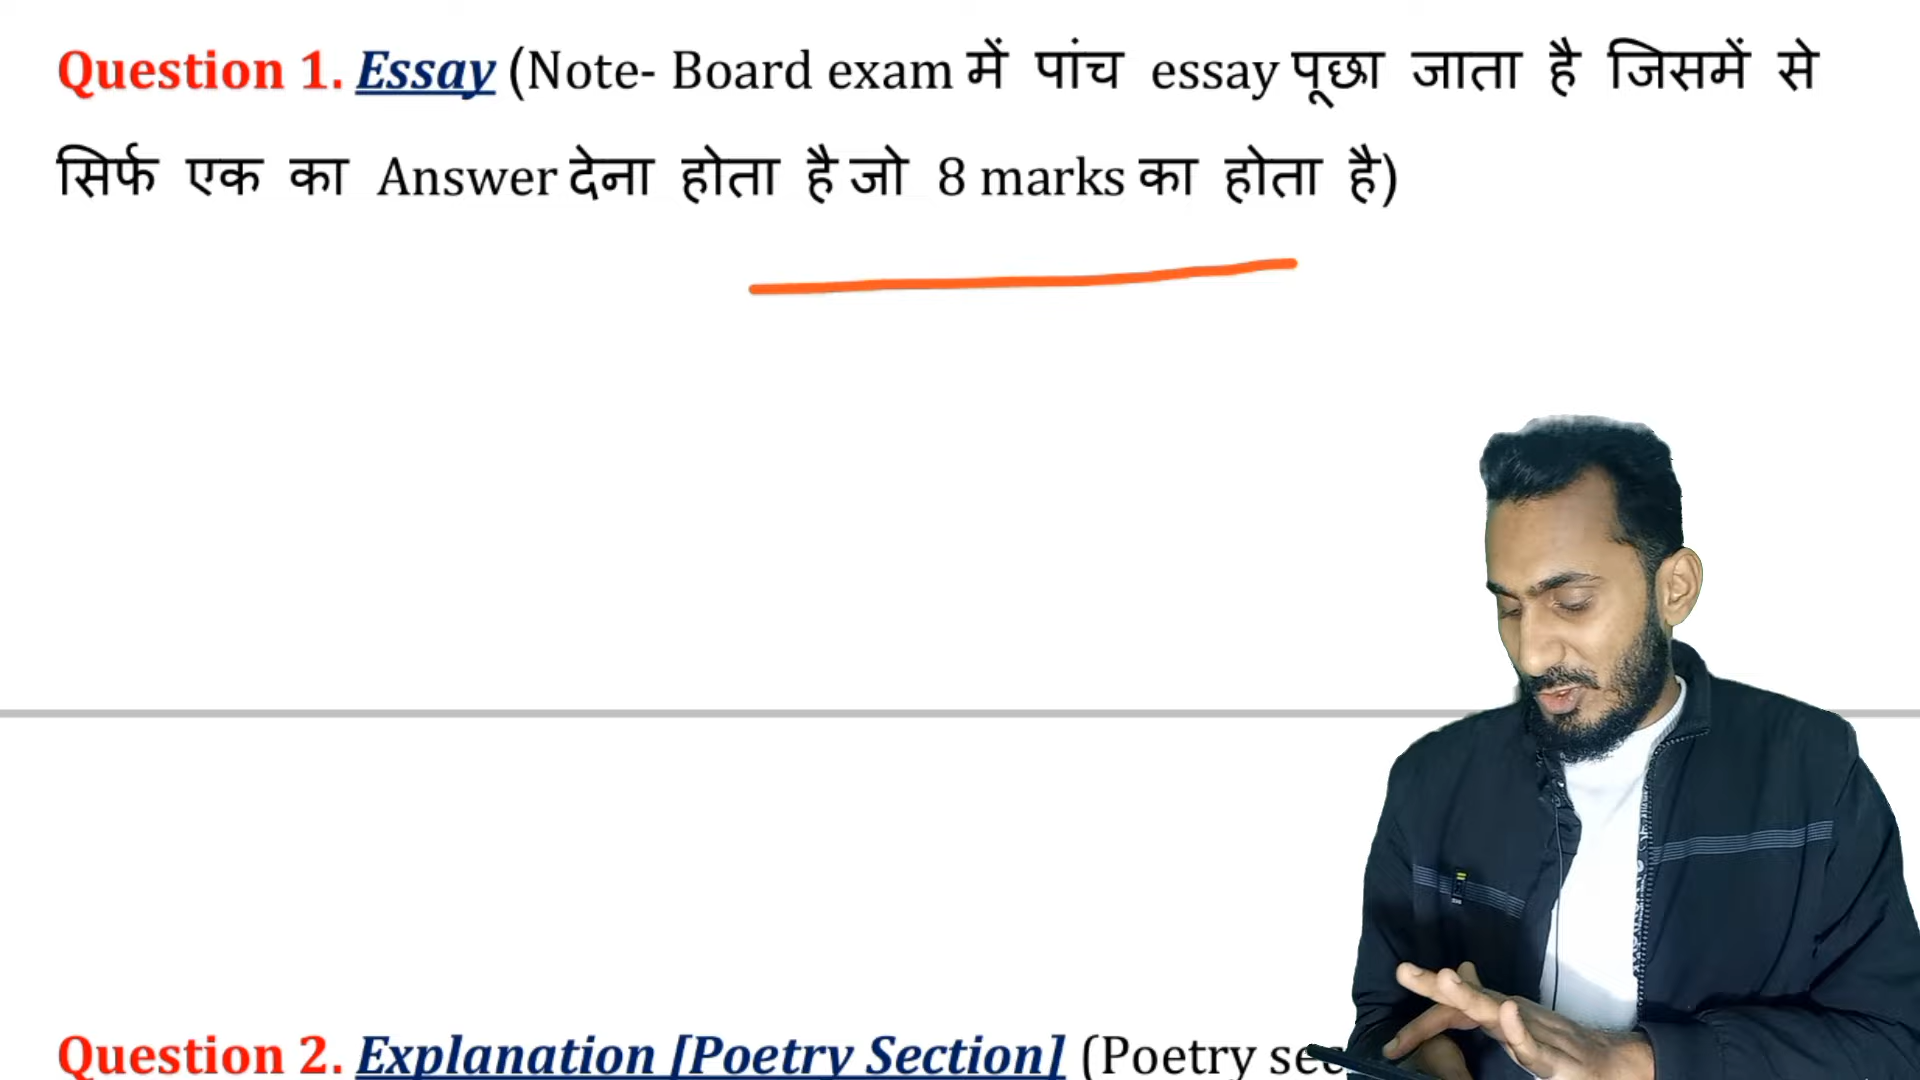 Question 1. Essay (Note- Board exam में पांच essay पूछा जाता है जिसमें से
सिर्फ एक का Answer देना होता है जो 8 marks का होता है)
Question 2. Explanation [Poetry Section] (Poetry